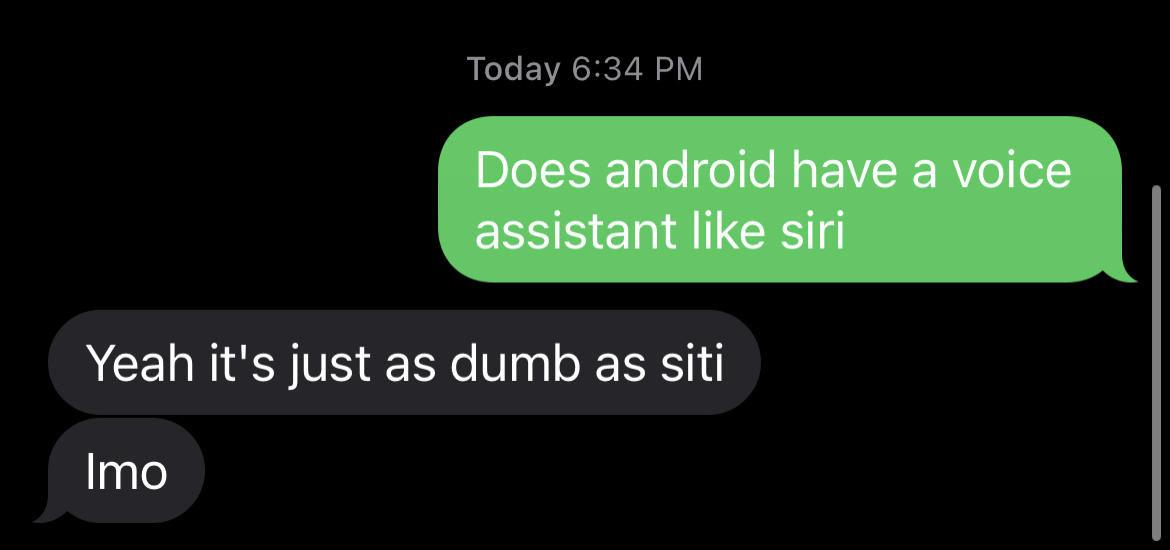 Today 6:34 PM
Does android have a voice
assistant like siri
Yeah it's just as dumb as siti
Imo